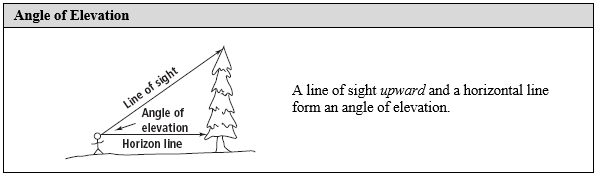 Angle of Elevation
Line of sight
Angle of
elevation
Horizon line
A line of sight upward and a horizontal line
form an angle of elevation.